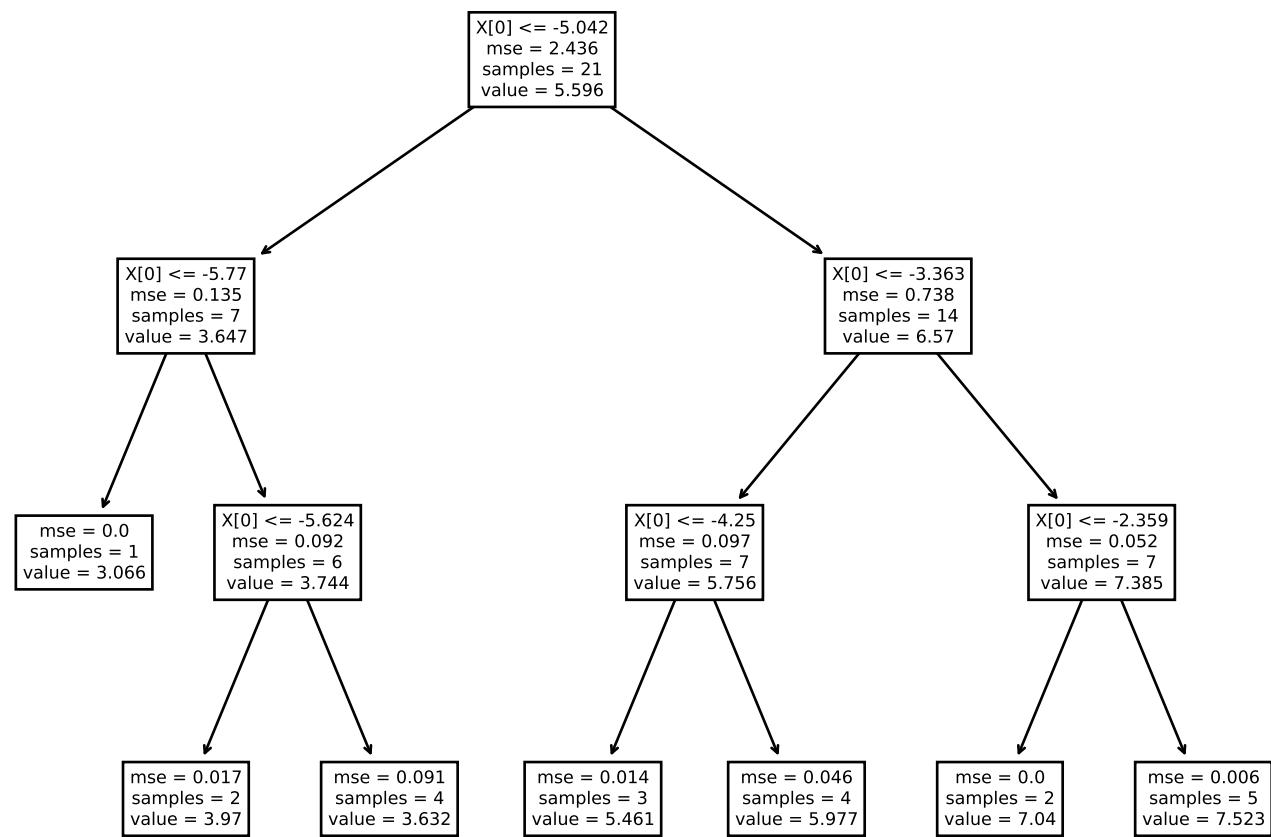 X[0] <= -5.042
mse = 2.436
samples = 21
value = 5.596
X[0] <= -5.77
mse = 0.135
samples = 7
value = 3.647
X[0] <= -3.363
mse = 0.738
samples = 14
value = 6.57
mse = 0.0
samples = 1
value = 3.066
X[0] <= -5.624
mse = 0.092
samples = 6
value = 3.744
X[0] <= -4.25
mse = 0.097
samples = 7
value = 5.756
X[0] <= -2.359
mse = 0.052
samples = 7
value = 7.385
mse = 0.017
samples = 2
value = 3.97
mse = 0.091
samples = 4
value = 3.632
mse = 0.014
samples = 3
value = 5.461
mse = 0.046
samples = 4
value = 5.977
mse = 0.0
samples = 2
value = 7.04
mse = 0.006
samples = 5
value = 7.523